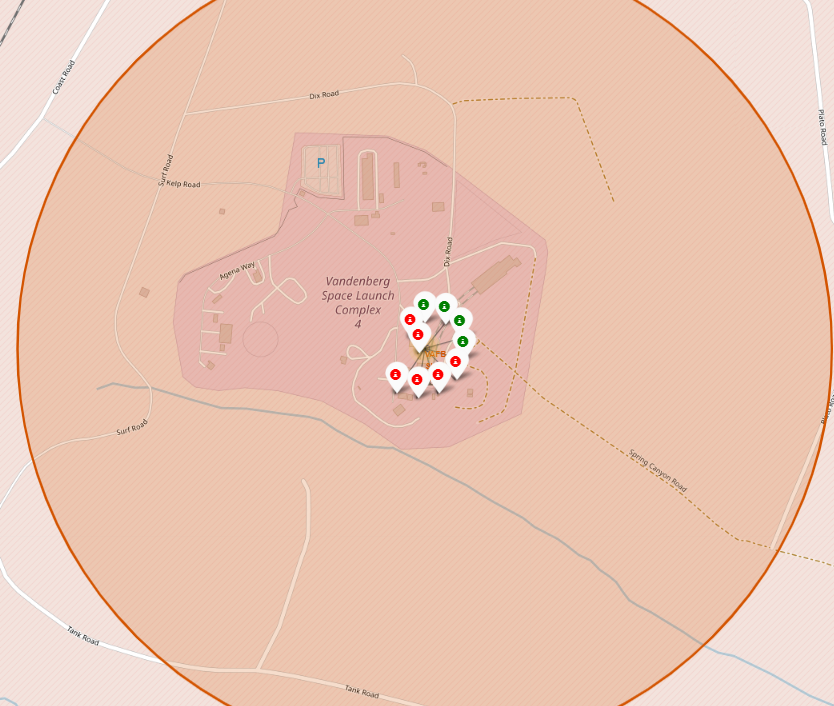 Coast Road
Dix Road
Plato Road
P
Surf Road
Kelp Road
Dix Road
Agena Way
Vandenberg
Space Launch
Complex
4
Surf Road
Spring Canyon Road
Tank Road
Tank Road